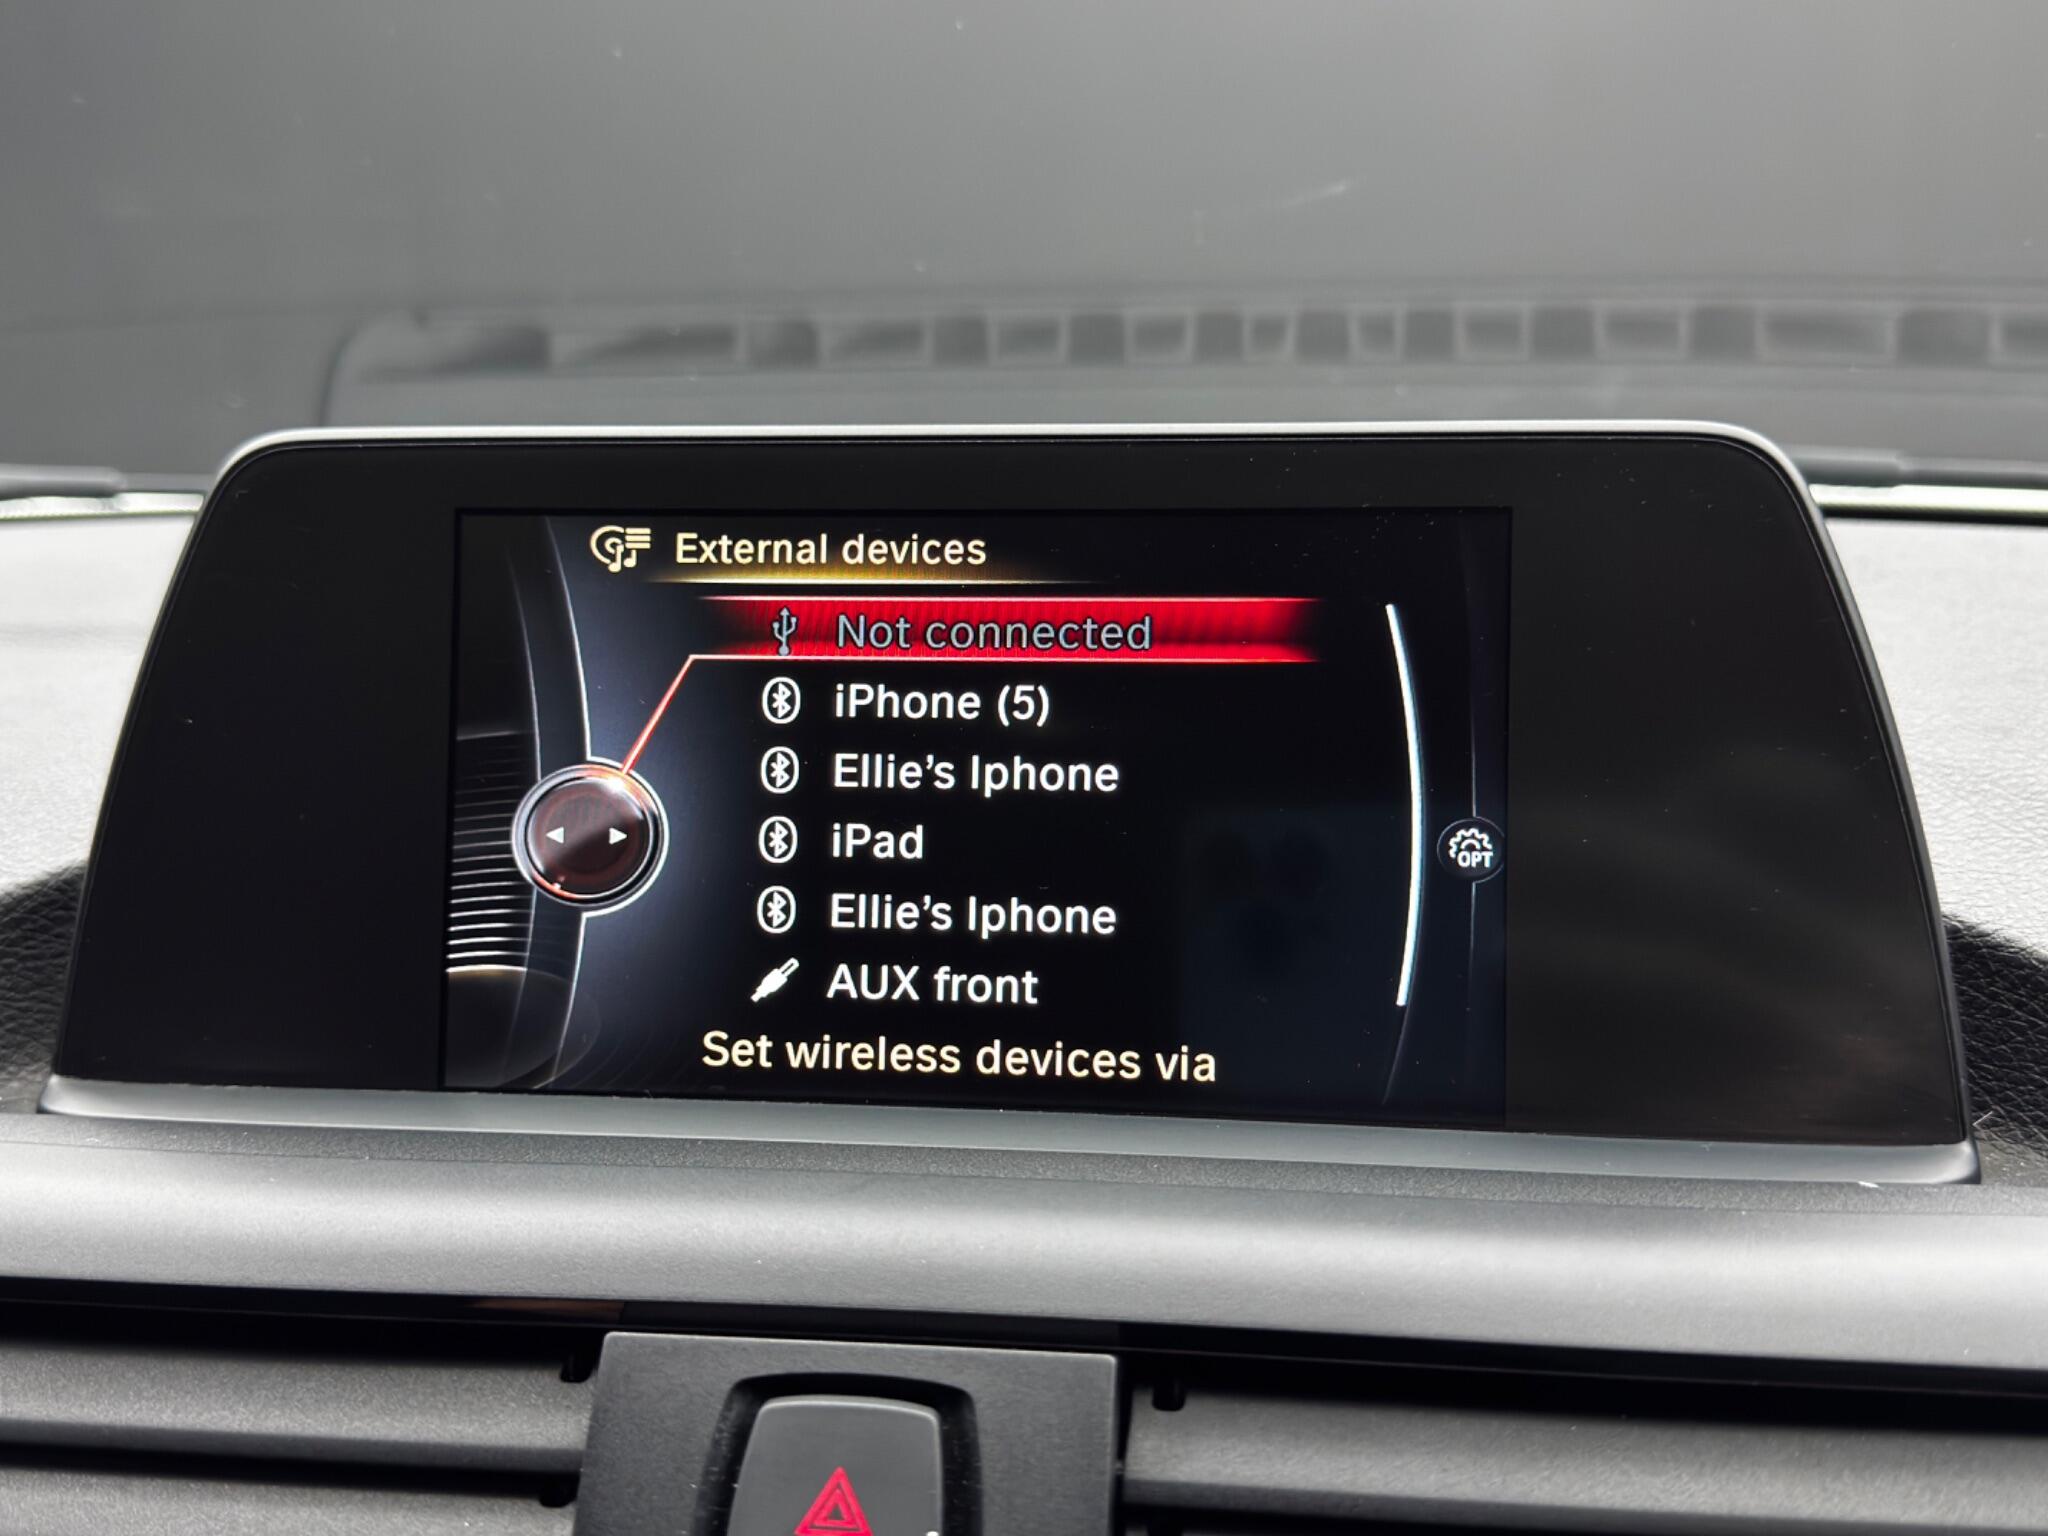 External devices
Not connected
iPhone (5)
Ellie’s Iphone
iPad
Ellie’s Iphone
AUX front
Set wireless devices via
OPT